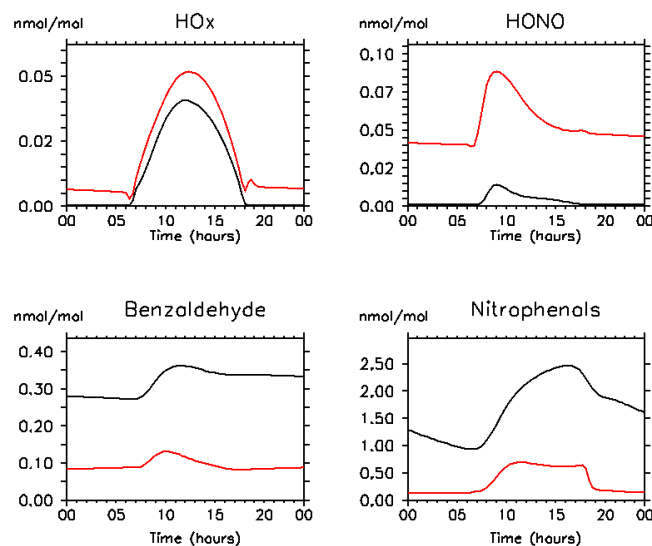 nmol/mol HOx nmol/mol HONO
0.05 0.10
0.07
0.02 0.05
0.02
0.00 0.00
00 05 10 15 20 00 00 05 10 15 20 00
Time (hours) Time (hours)
nmol/mol Benzaldehyde nmol/mol Nitrophenols
0.40 2.50
0.30 2.00
0.20 1.50
1.00
0.10 0.50
0.00 0.00
00 05 10 15 20 00 00 05 10 15 20 00
Time (hours) Time (hours)